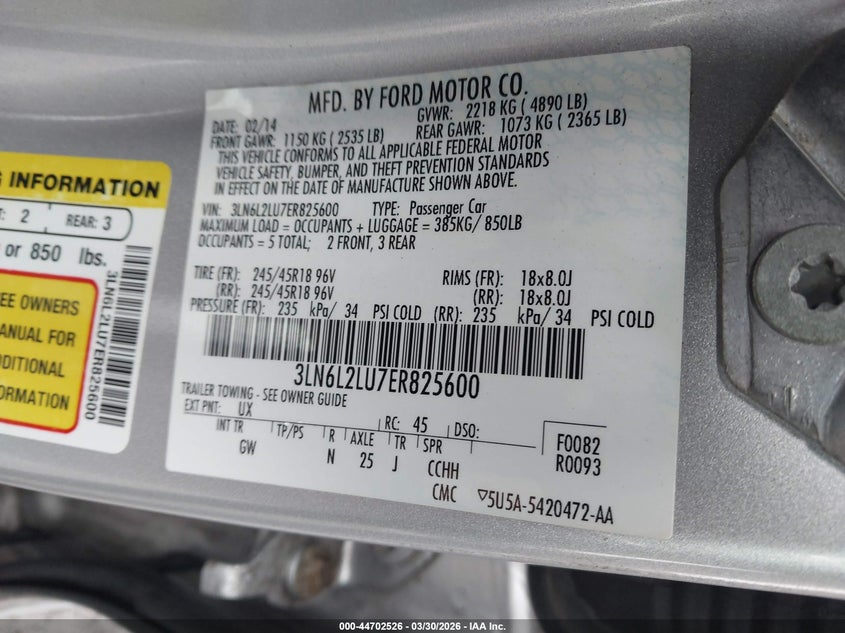 MFD. BY FORD MOTOR CO.
DATE: 02/14 GVWR: 2218 KG ( 4890 LB)
FRONT GAWR: 1150 KG ( 2535 LB) REAR GAWR: 1073 KG ( 2365 LB)
THIS VEHICLE CONFORMS TO ALL APPLICABLE FEDERAL MOTOR
VEHICLE SAFETY, BUMPER, AND THEFT PREVENTION STANDARDS
IN EFFECT ON THE DATE OF MANUFACTURE SHOWN ABOVE.
VIN: 3LN6L2LU7ER825600 TYPE: Passenger Car
MAXIMUM LOAD = OCCUPANTS + LUGGAGE = 385KG/ 850LB
OCCUPANTS = 5 TOTAL; 2 FRONT, 3 REAR
TIRE (FR): 245/45R18 96V RIMS (FR): 18x8.0J
(RR): 245/45R18 96V (RR): 18x8.0J
PRESSURE (FR): 235 kPa/ 34 PSI COLD (RR): 235 kPa/ 34 PSI COLD
3LN6L2LU7ER825600
TRAILER TOWING - SEE OWNER GUIDE
EXT PNT: UX RC: 45 DSO:
INT TR TP/PS R AXLE TR SPR F0082
GW N 25 J CCHH R0093
CMC ▽5U5A-5420472-AA
INFORMATION
2 REAR: 3
or 850 lbs.
OWNERS
MANUAL FOR
3LN6L2LU7ER825600
000-44702526 - 03/30/2026 - IAA Inc.